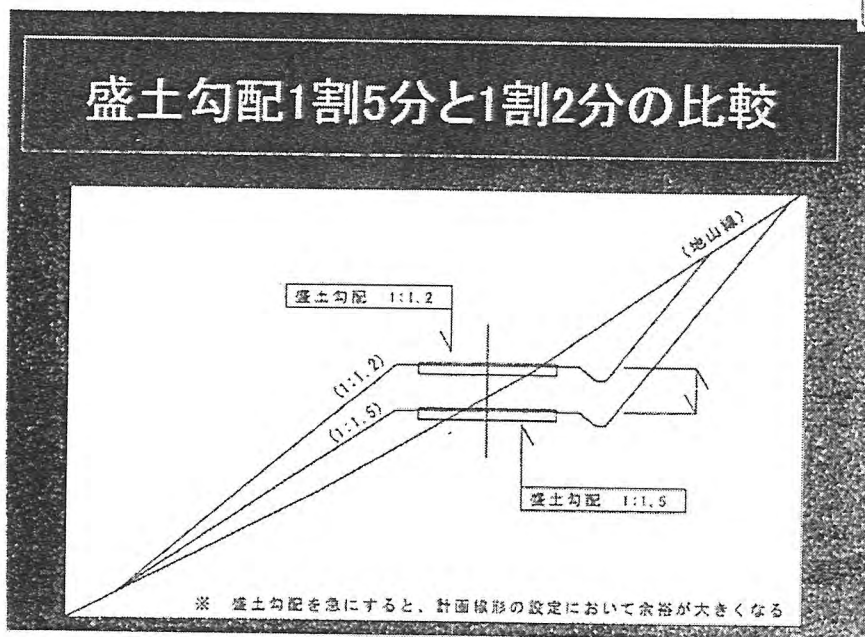 盛土勾配1割5分と1割2分の比較
(地山線)
盛土勾配 1:1.2
(1:1.2)
(1:1.5)
盛土勾配 1:1.5
※ 盛土勾配を急にすると、計画線形の設定において余裕が大きくなる